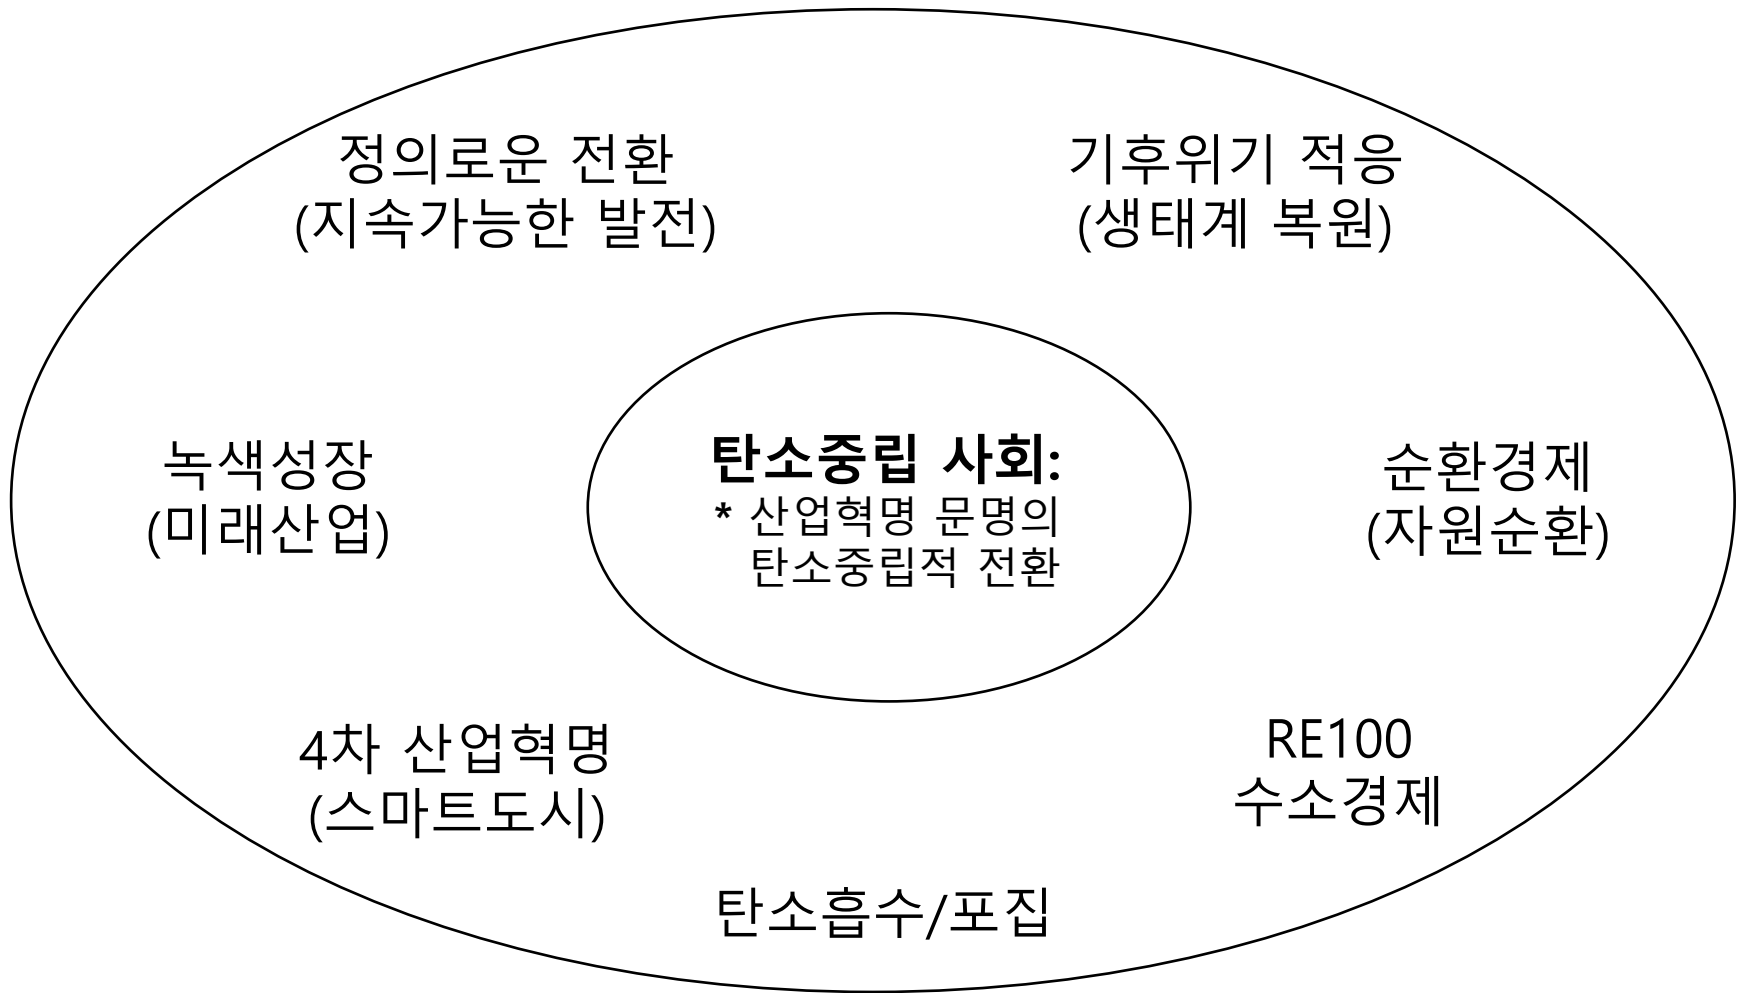 정의로운 전환
(지속가능한 발전)
기후위기 적응
(생태계 복원)
녹색성장
(미래산업)
탄소중립 사회:
* 산업혁명 문명의
탄소중립적 전환
순환경제
(자원순환)
4차 산업혁명
(스마트도시)
RE100
수소경제
탄소흡수/포집